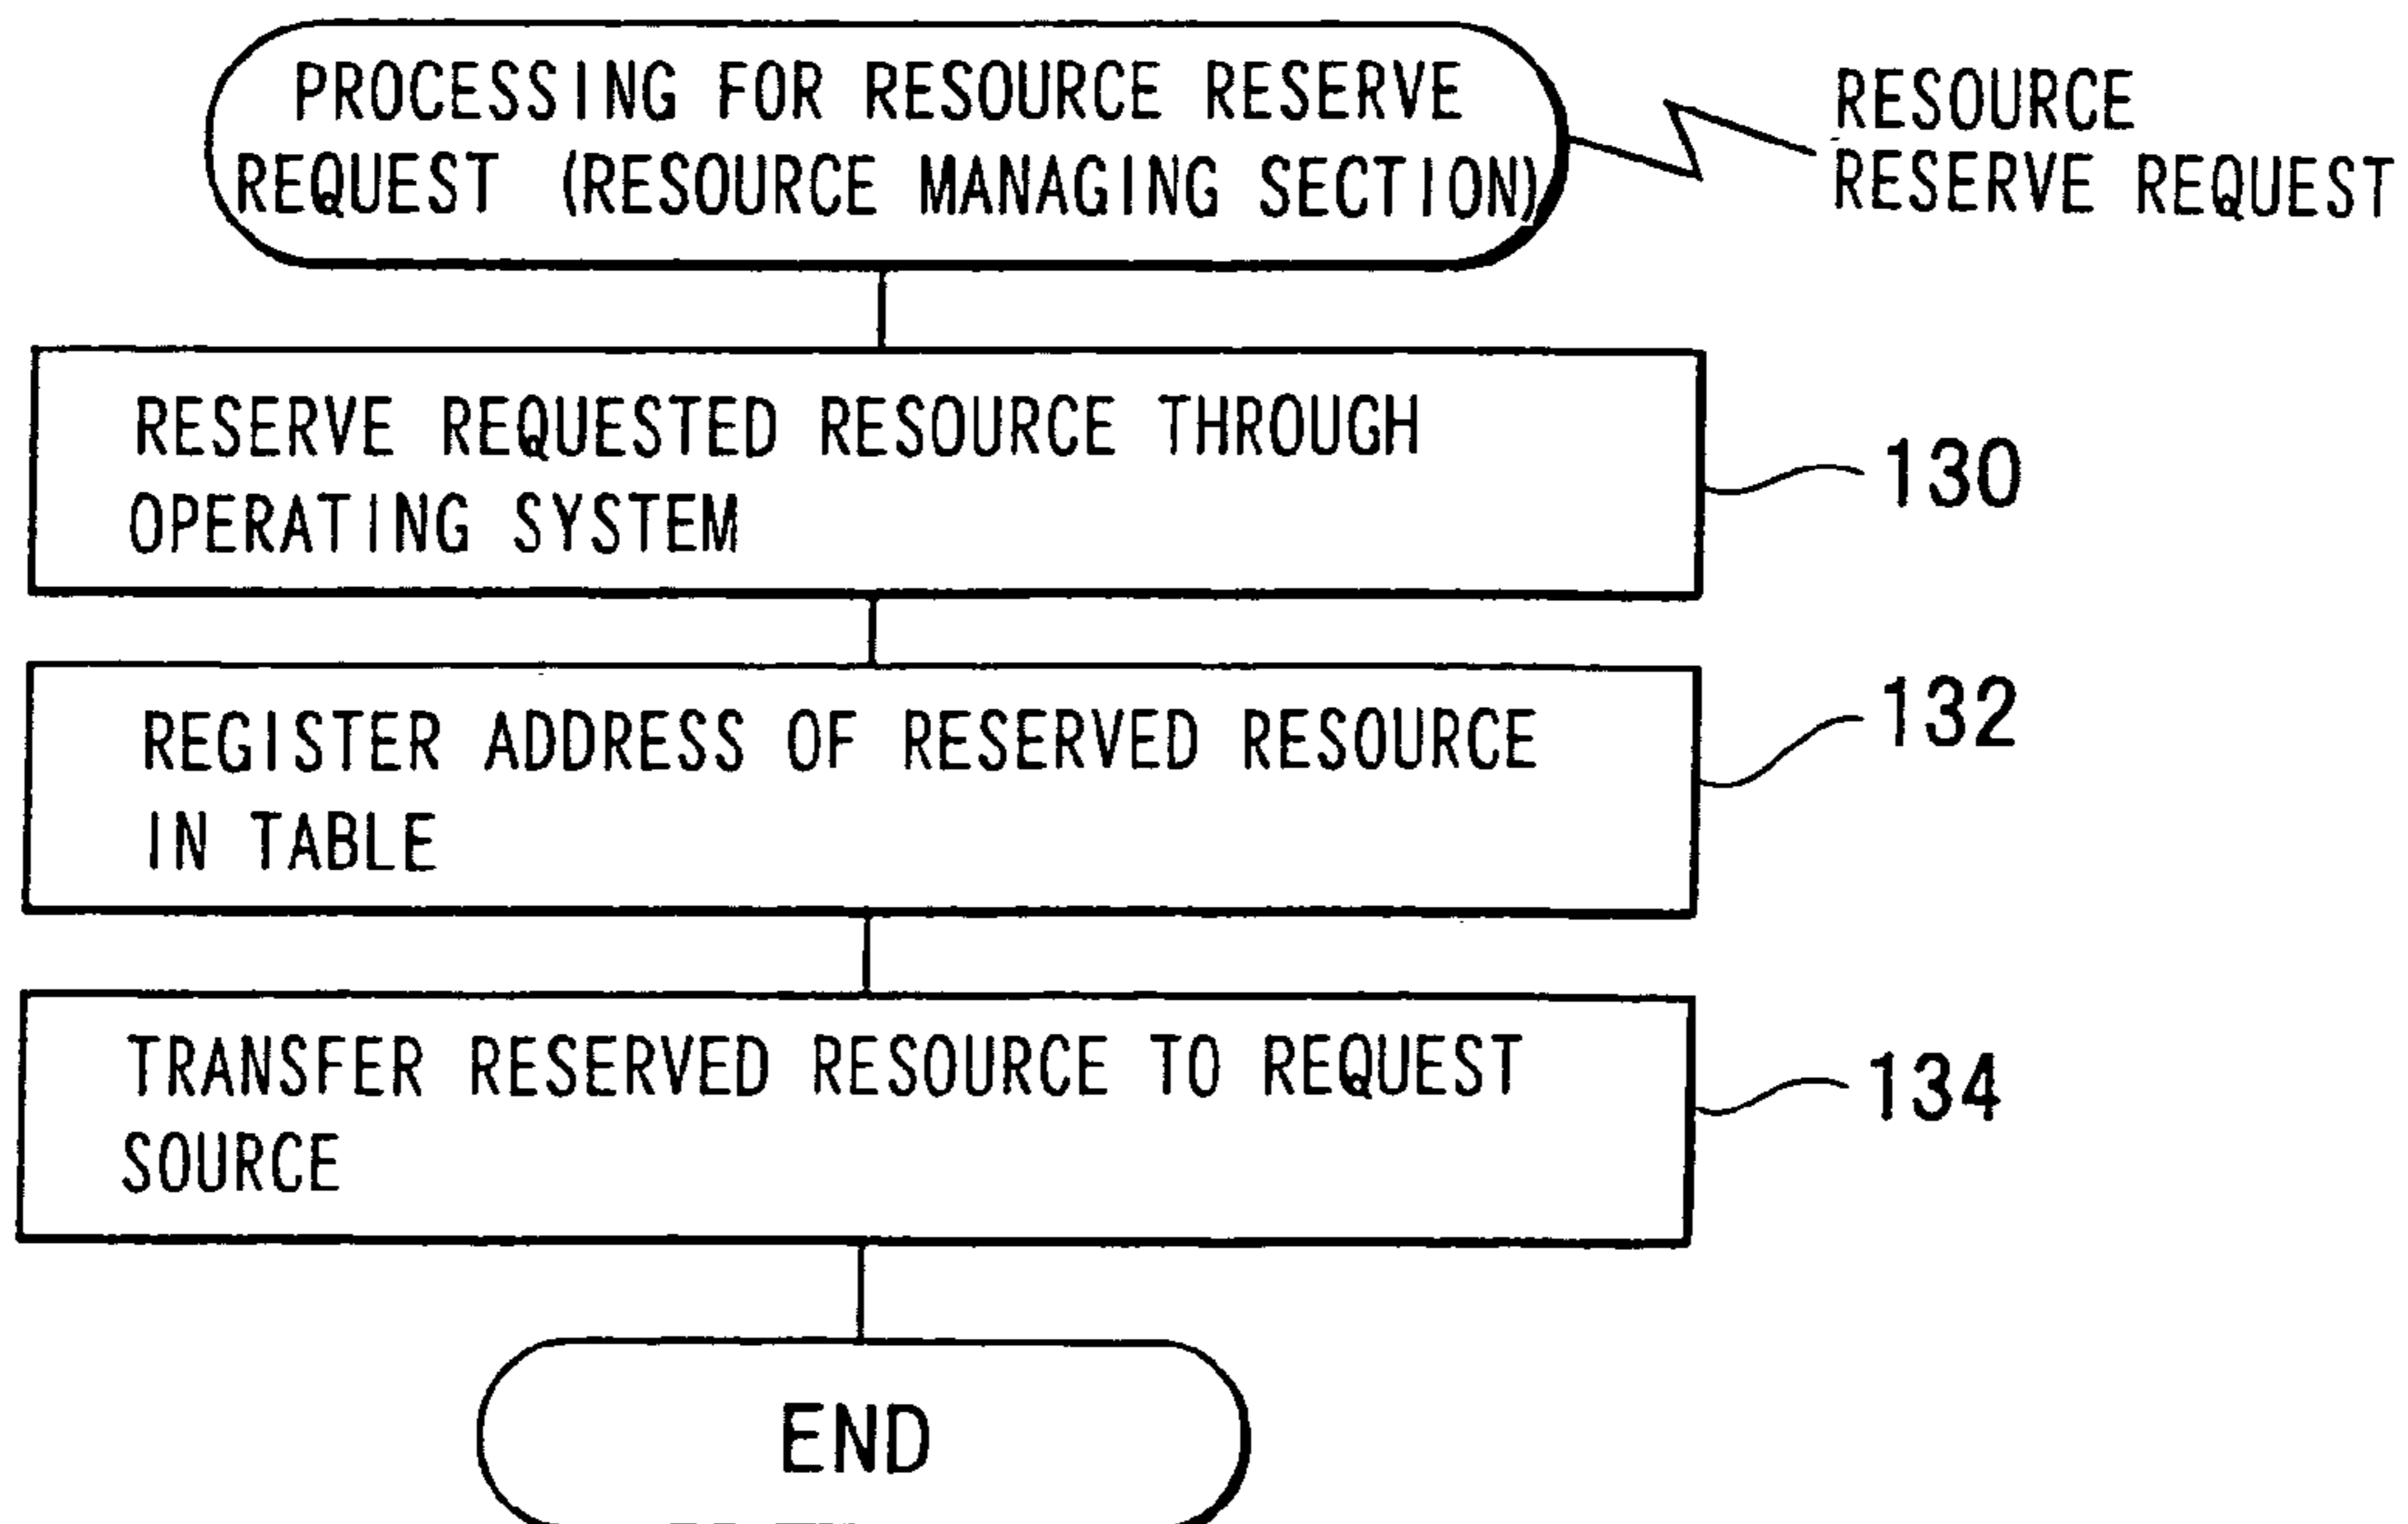 PROCESSING FOR RESOURCE RESERVE
REQUEST (RESOURCE MANAGING SECTION)
RESOURCE
RESERVE REQUEST
RESERVE REQUESTED RESOURCE THROUGH
OPERATING SYSTEM
130
REGISTER ADDRESS OF RESERVED RESOURCE
IN TABLE
132
TRANSFER RESERVED RESOURCE TO REQUEST
SOURCE
134
END